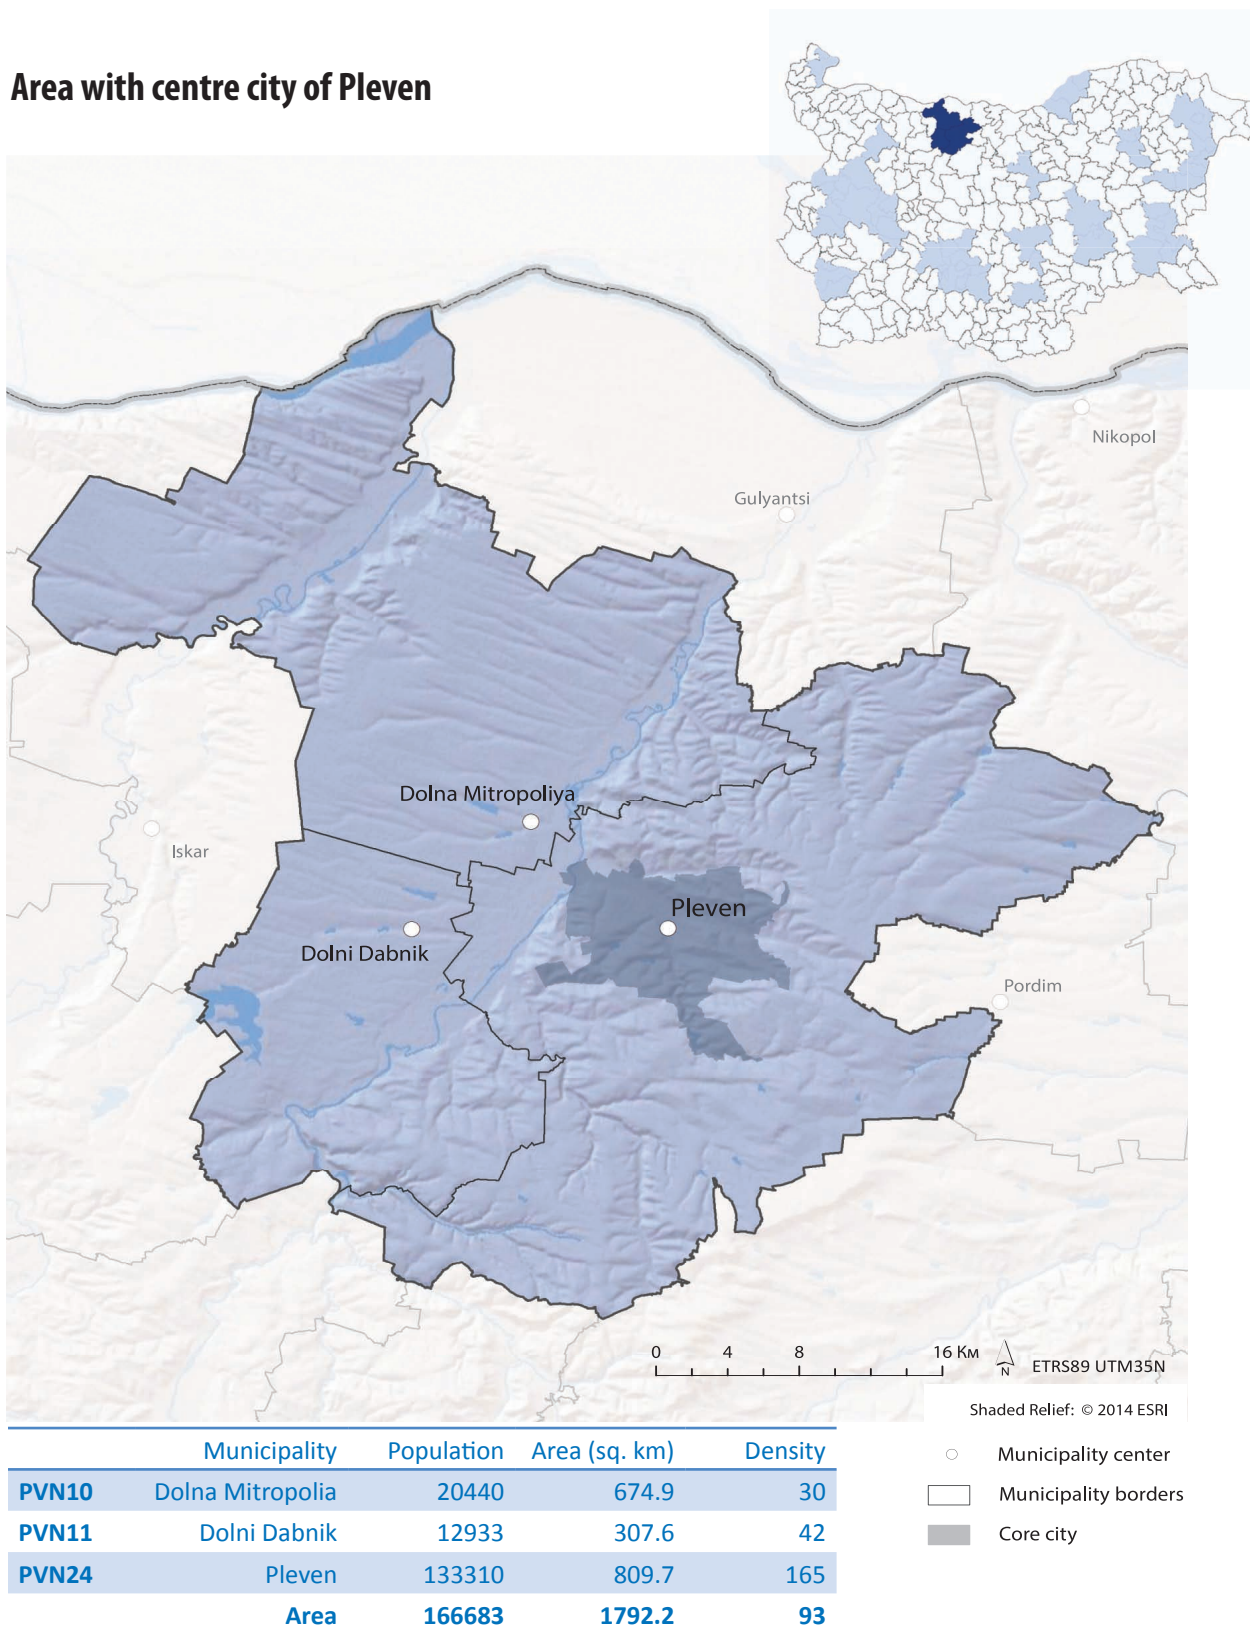 Area with centre city of Pleven
Nikopol
Gulyantsi
Dolna Mitropoliya
Iskar
Pleven
Dolni Dabnik
Pordim
0 4 8 16 Км
N
ETRS89 UTM35N
Shaded Relief: © 2014 ESRI
Municipality center
Municipality borders
Core city
Municipality Population Area (sq. km) Density
PVN10 Dolna Mitropolia 20440 674.9 30
PVN11 Dolni Dabnik 12933 307.6 42
PVN24 Pleven 133310 809.7 165
Area 166683 1792.2 93